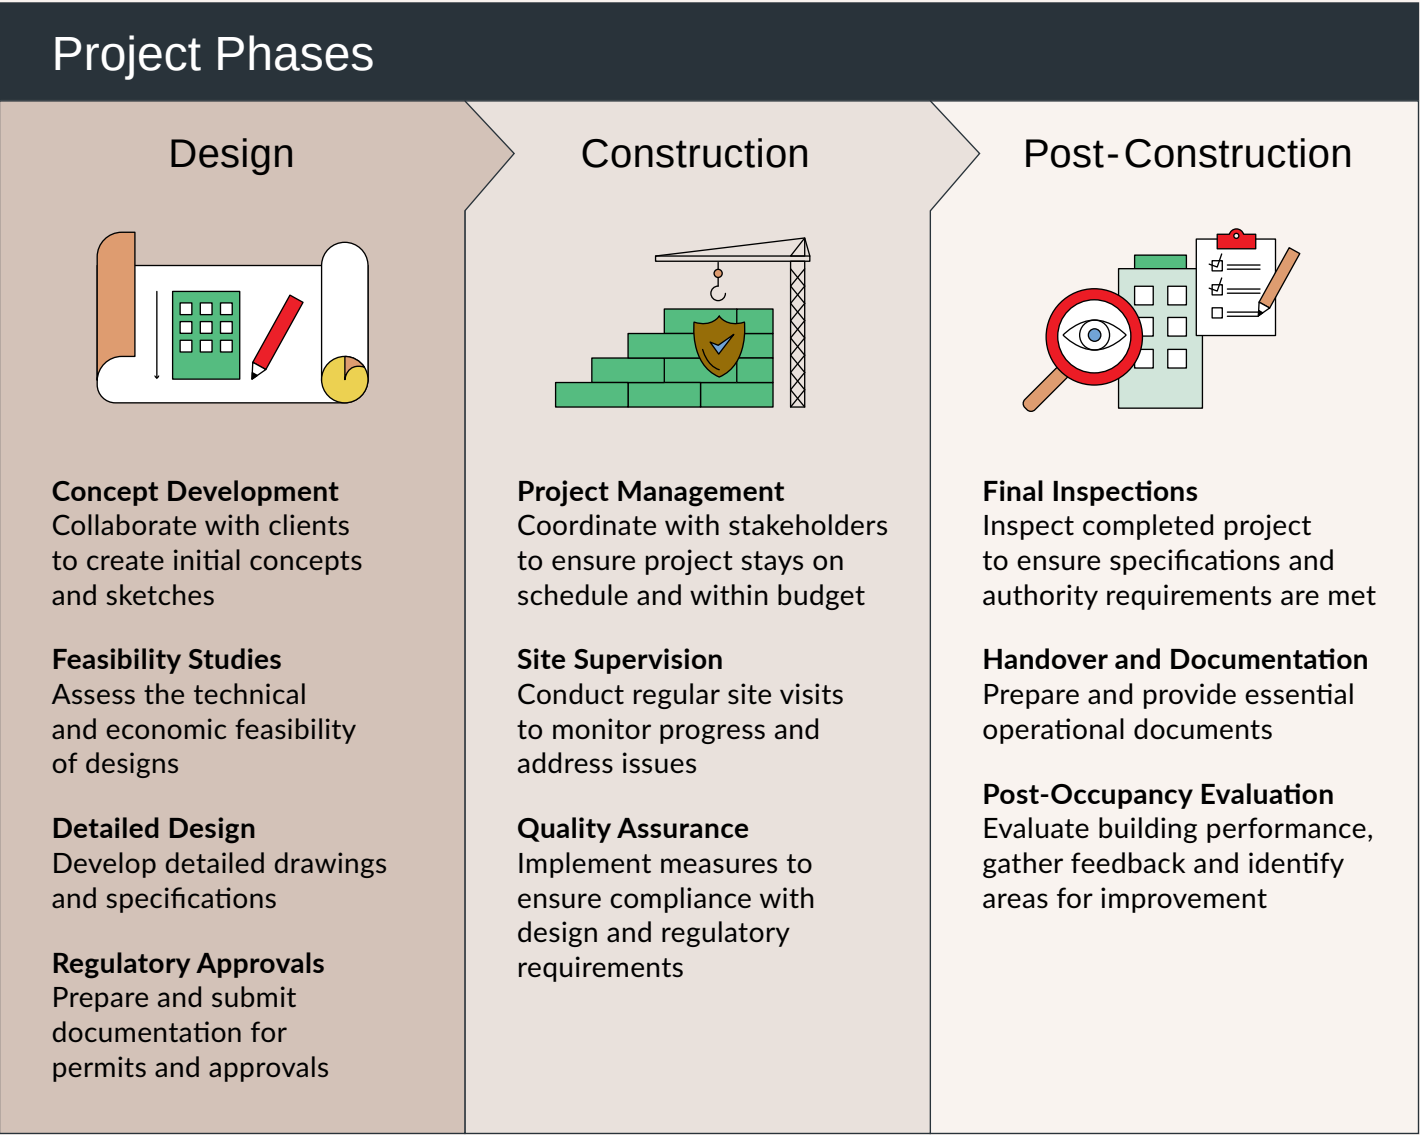 Project Phases
Design
Concept Development
Collaborate with clients
to create initial concepts
and sketches
Feasibility Studies
Assess the technical
and economic feasibility
of designs
Detailed Design
Develop detailed drawings
and specifications
Regulatory Approvals
Prepare and submit
documentation for
permits and approvals
Construction
Project Management
Coordinate with stakeholders
to ensure project stays on
schedule and within budget
Site Supervision
Conduct regular site visits
to monitor progress and
address issues
Quality Assurance
Implement measures to
ensure compliance with
design and regulatory
requirements
Post-Construction
Final Inspections
Inspect completed project
to ensure specifications and
authority requirements are met
Handover and Documentation
Prepare and provide essential
operational documents
Post-Occupancy Evaluation
Evaluate building performance,
gather feedback and identify
areas for improvement